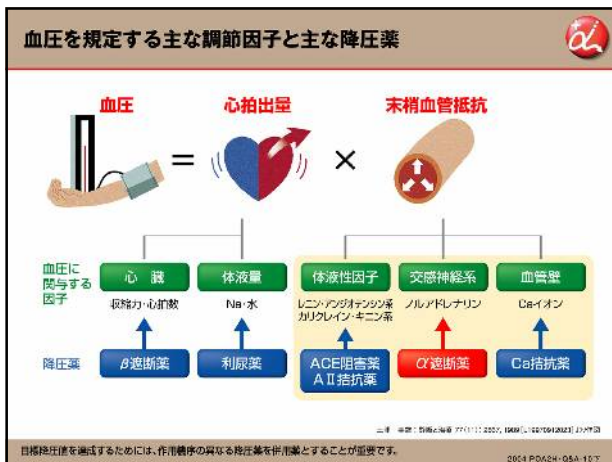 血圧を規定する主な調節因子と主な降圧薬
α
血圧
心拍出量
末梢血管抵抗
=
×
血圧に
関与する
因子
心 臓
体液量
体液性因子
交感神経系
血管壁
収縮力・心拍数
Na・水
レニン・アンジオテンシン系
カリクレイン・キニン系
ノルアドレナリン
Caイオン
降圧薬
β遮断薬
利尿薬
ACE阻害薬
AⅡ拮抗薬
α遮断薬
Ca拮抗薬
目標降圧値を達成するためには、作用機序の異なる降圧薬を併用薬とすることが重要です。